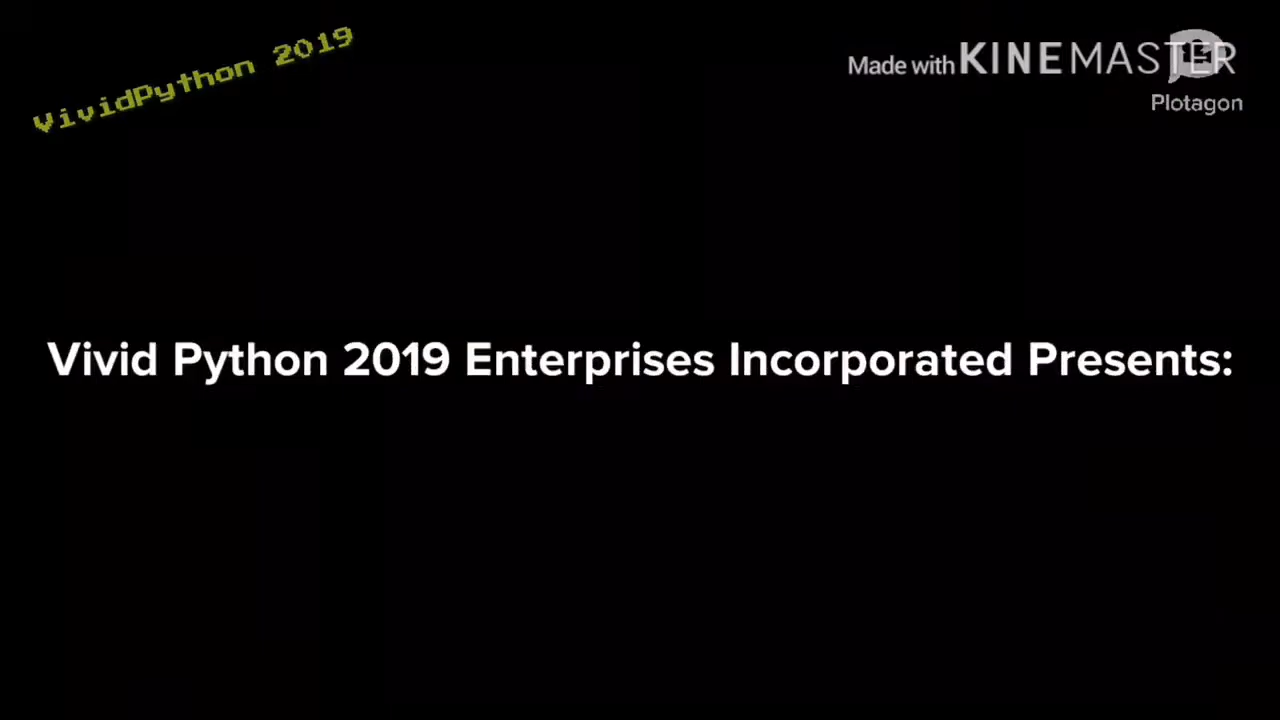 VividPython 2019
Made with KINEMASTER
Plotagon
Vivid Python 2019 Enterprises Incorporated Presents: